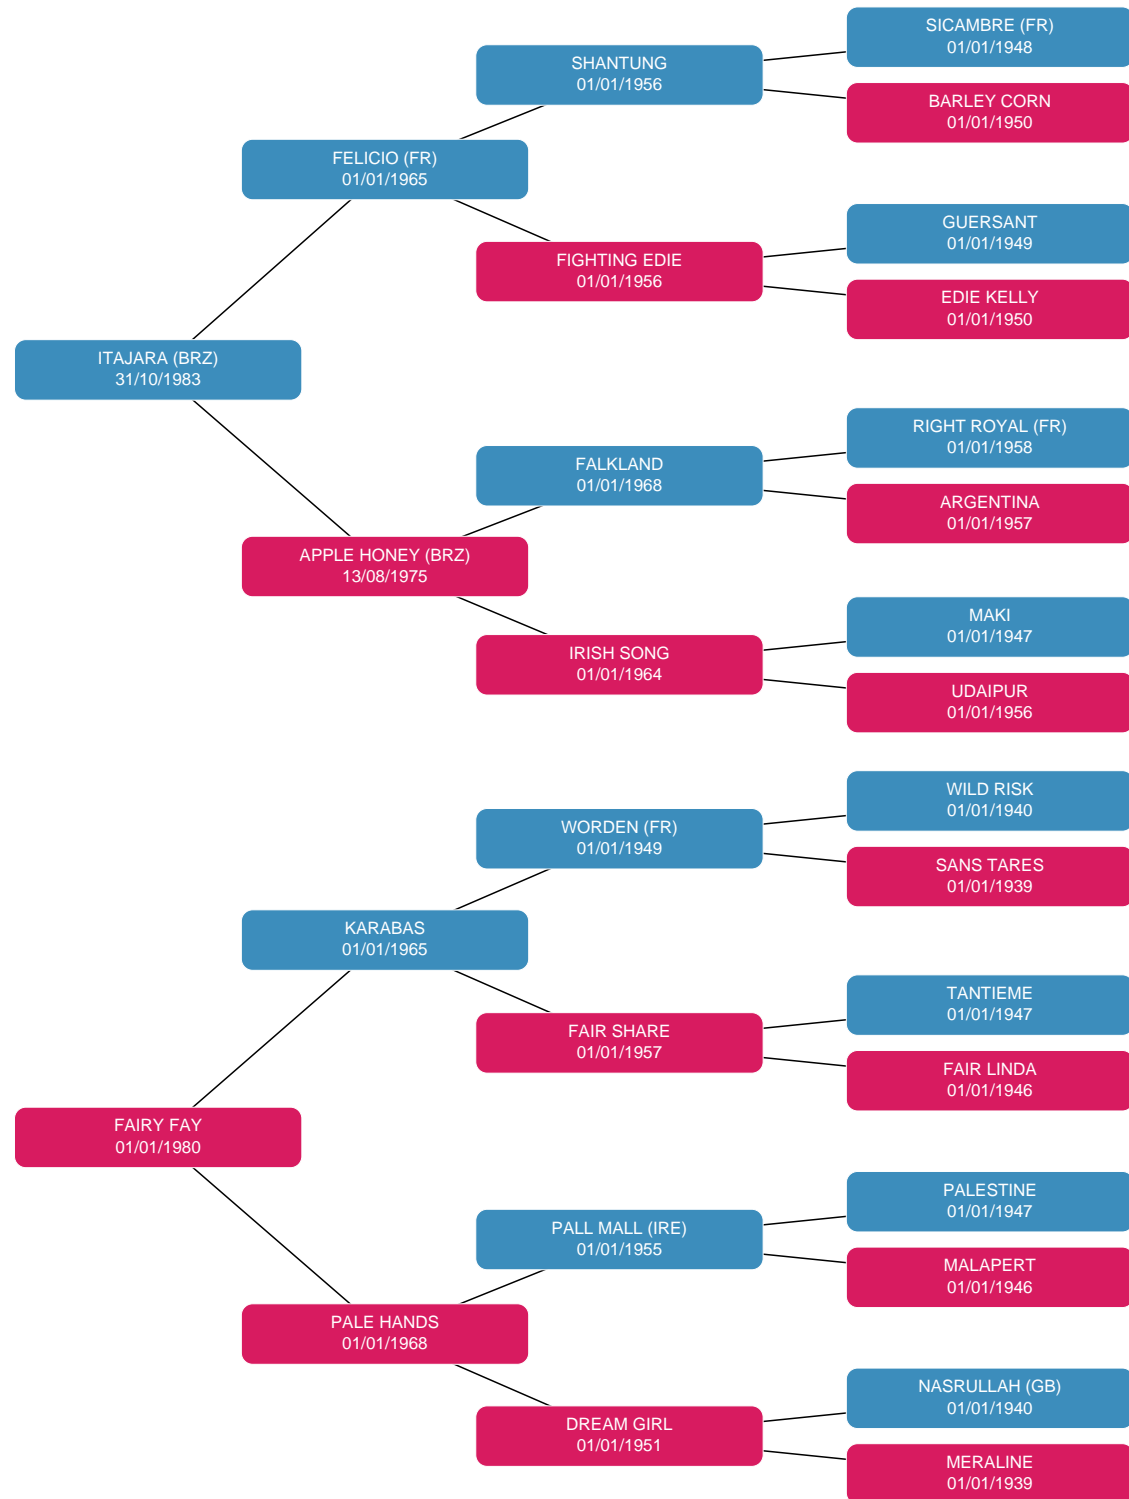 SICAMBRE (FR)
01/01/1948
SHANTUNG
01/01/1956
BARLEY CORN
01/01/1950
FELICIO (FR)
01/01/1965
GUERSANT
01/01/1949
FIGHTING EDIE
01/01/1956
EDIE KELLY
01/01/1950
ITAJARA (BRZ)
31/10/1983
RIGHT ROYAL (FR)
01/01/1958
FALKLAND
01/01/1968
ARGENTINA
01/01/1957
APPLE HONEY (BRZ)
13/08/1975
MAKI
01/01/1947
IRISH SONG
01/01/1964
UDAIPUR
01/01/1956
WILD RISK
01/01/1940
WORDEN (FR)
01/01/1949
SANS TARES
01/01/1939
KARABAS
01/01/1965
TANTIEME
01/01/1947
FAIR SHARE
01/01/1957
FAIR LINDA
01/01/1946
FAIRY FAY
01/01/1980
PALESTINE
01/01/1947
PALL MALL (IRE)
01/01/1955
MALAPERT
01/01/1946
PALE HANDS
01/01/1968
NASRULLAH (GB)
01/01/1940
DREAM GIRL
01/01/1951
MERALINE
01/01/1939